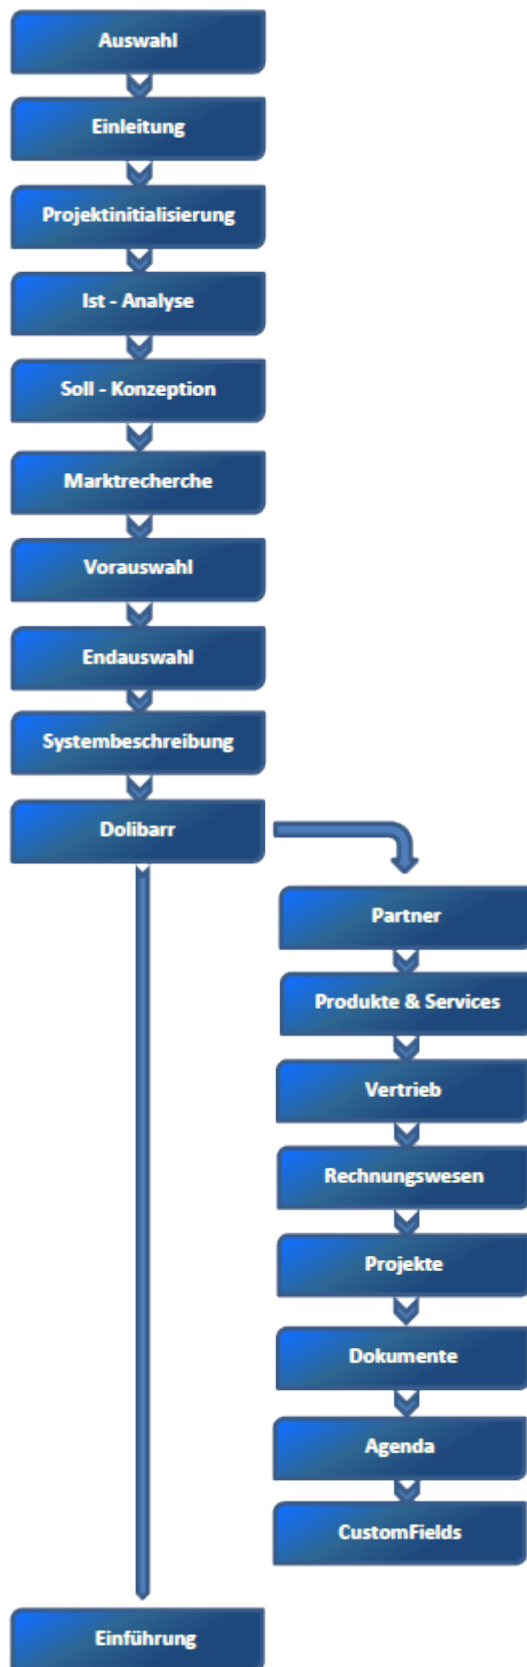 Auswahl
Einleitung
Projektinitialisierung
Ist - Analyse
Soll - Konzeption
Marktrecherche
Vorauswahl
Endauswahl
Systembeschreibung
Dolibarr
Partner
Produkte & Services
Vertrieb
Rechnungswesen
Projekte
Dokumente
Agenda
CustomFields
Einführung